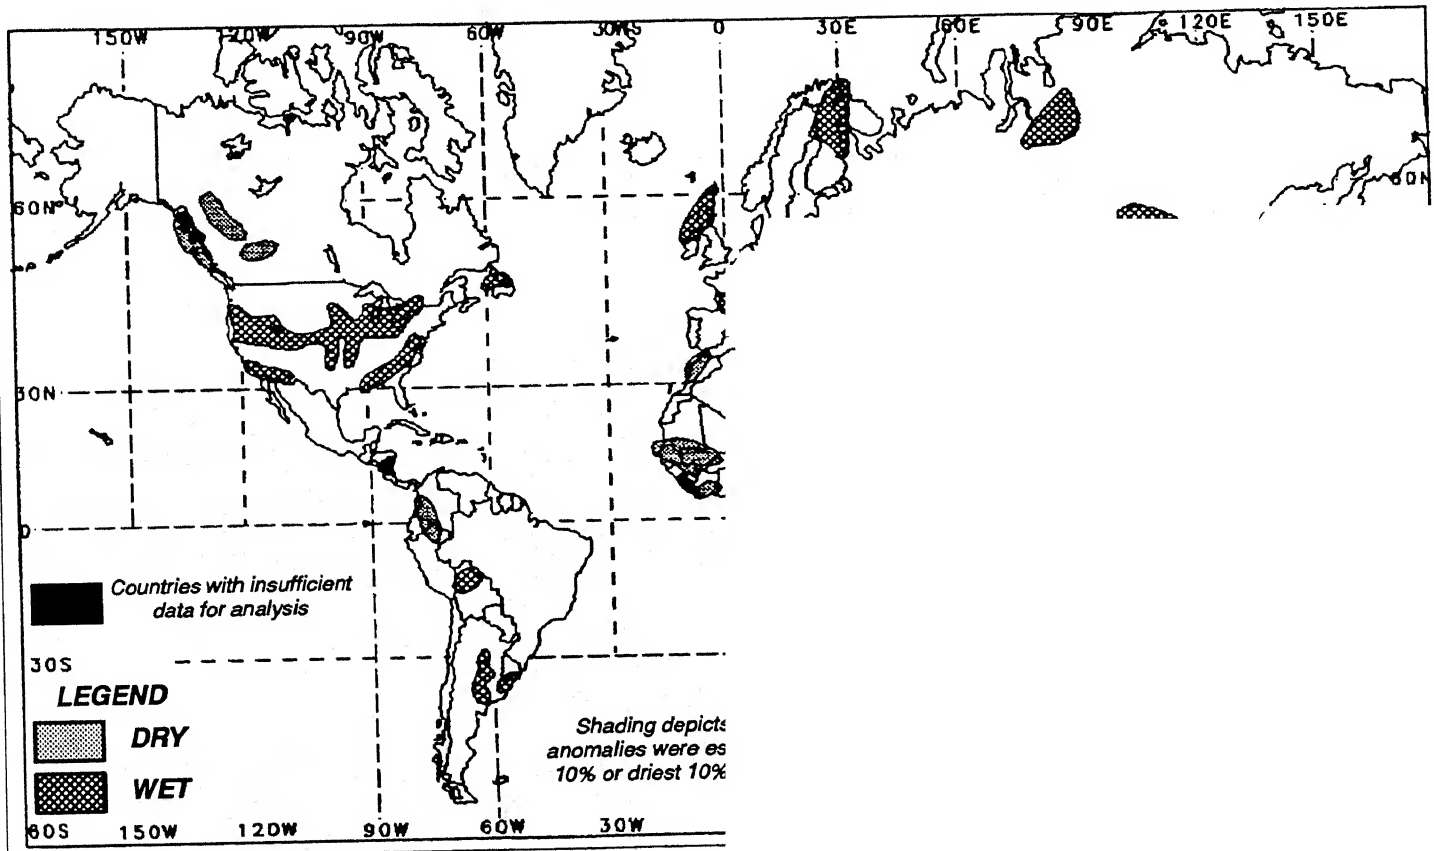 150W 120W 90W 60W 30W 0 30E 60E 90E 120E 150E
60N 60N
30N
0
Countries with insufficient
data for analysis
30S
LEGEND
DRY
WET
Shading depicts
anomalies were es
10% or driest 10%
60S 150W 120W 90W 60W 30W